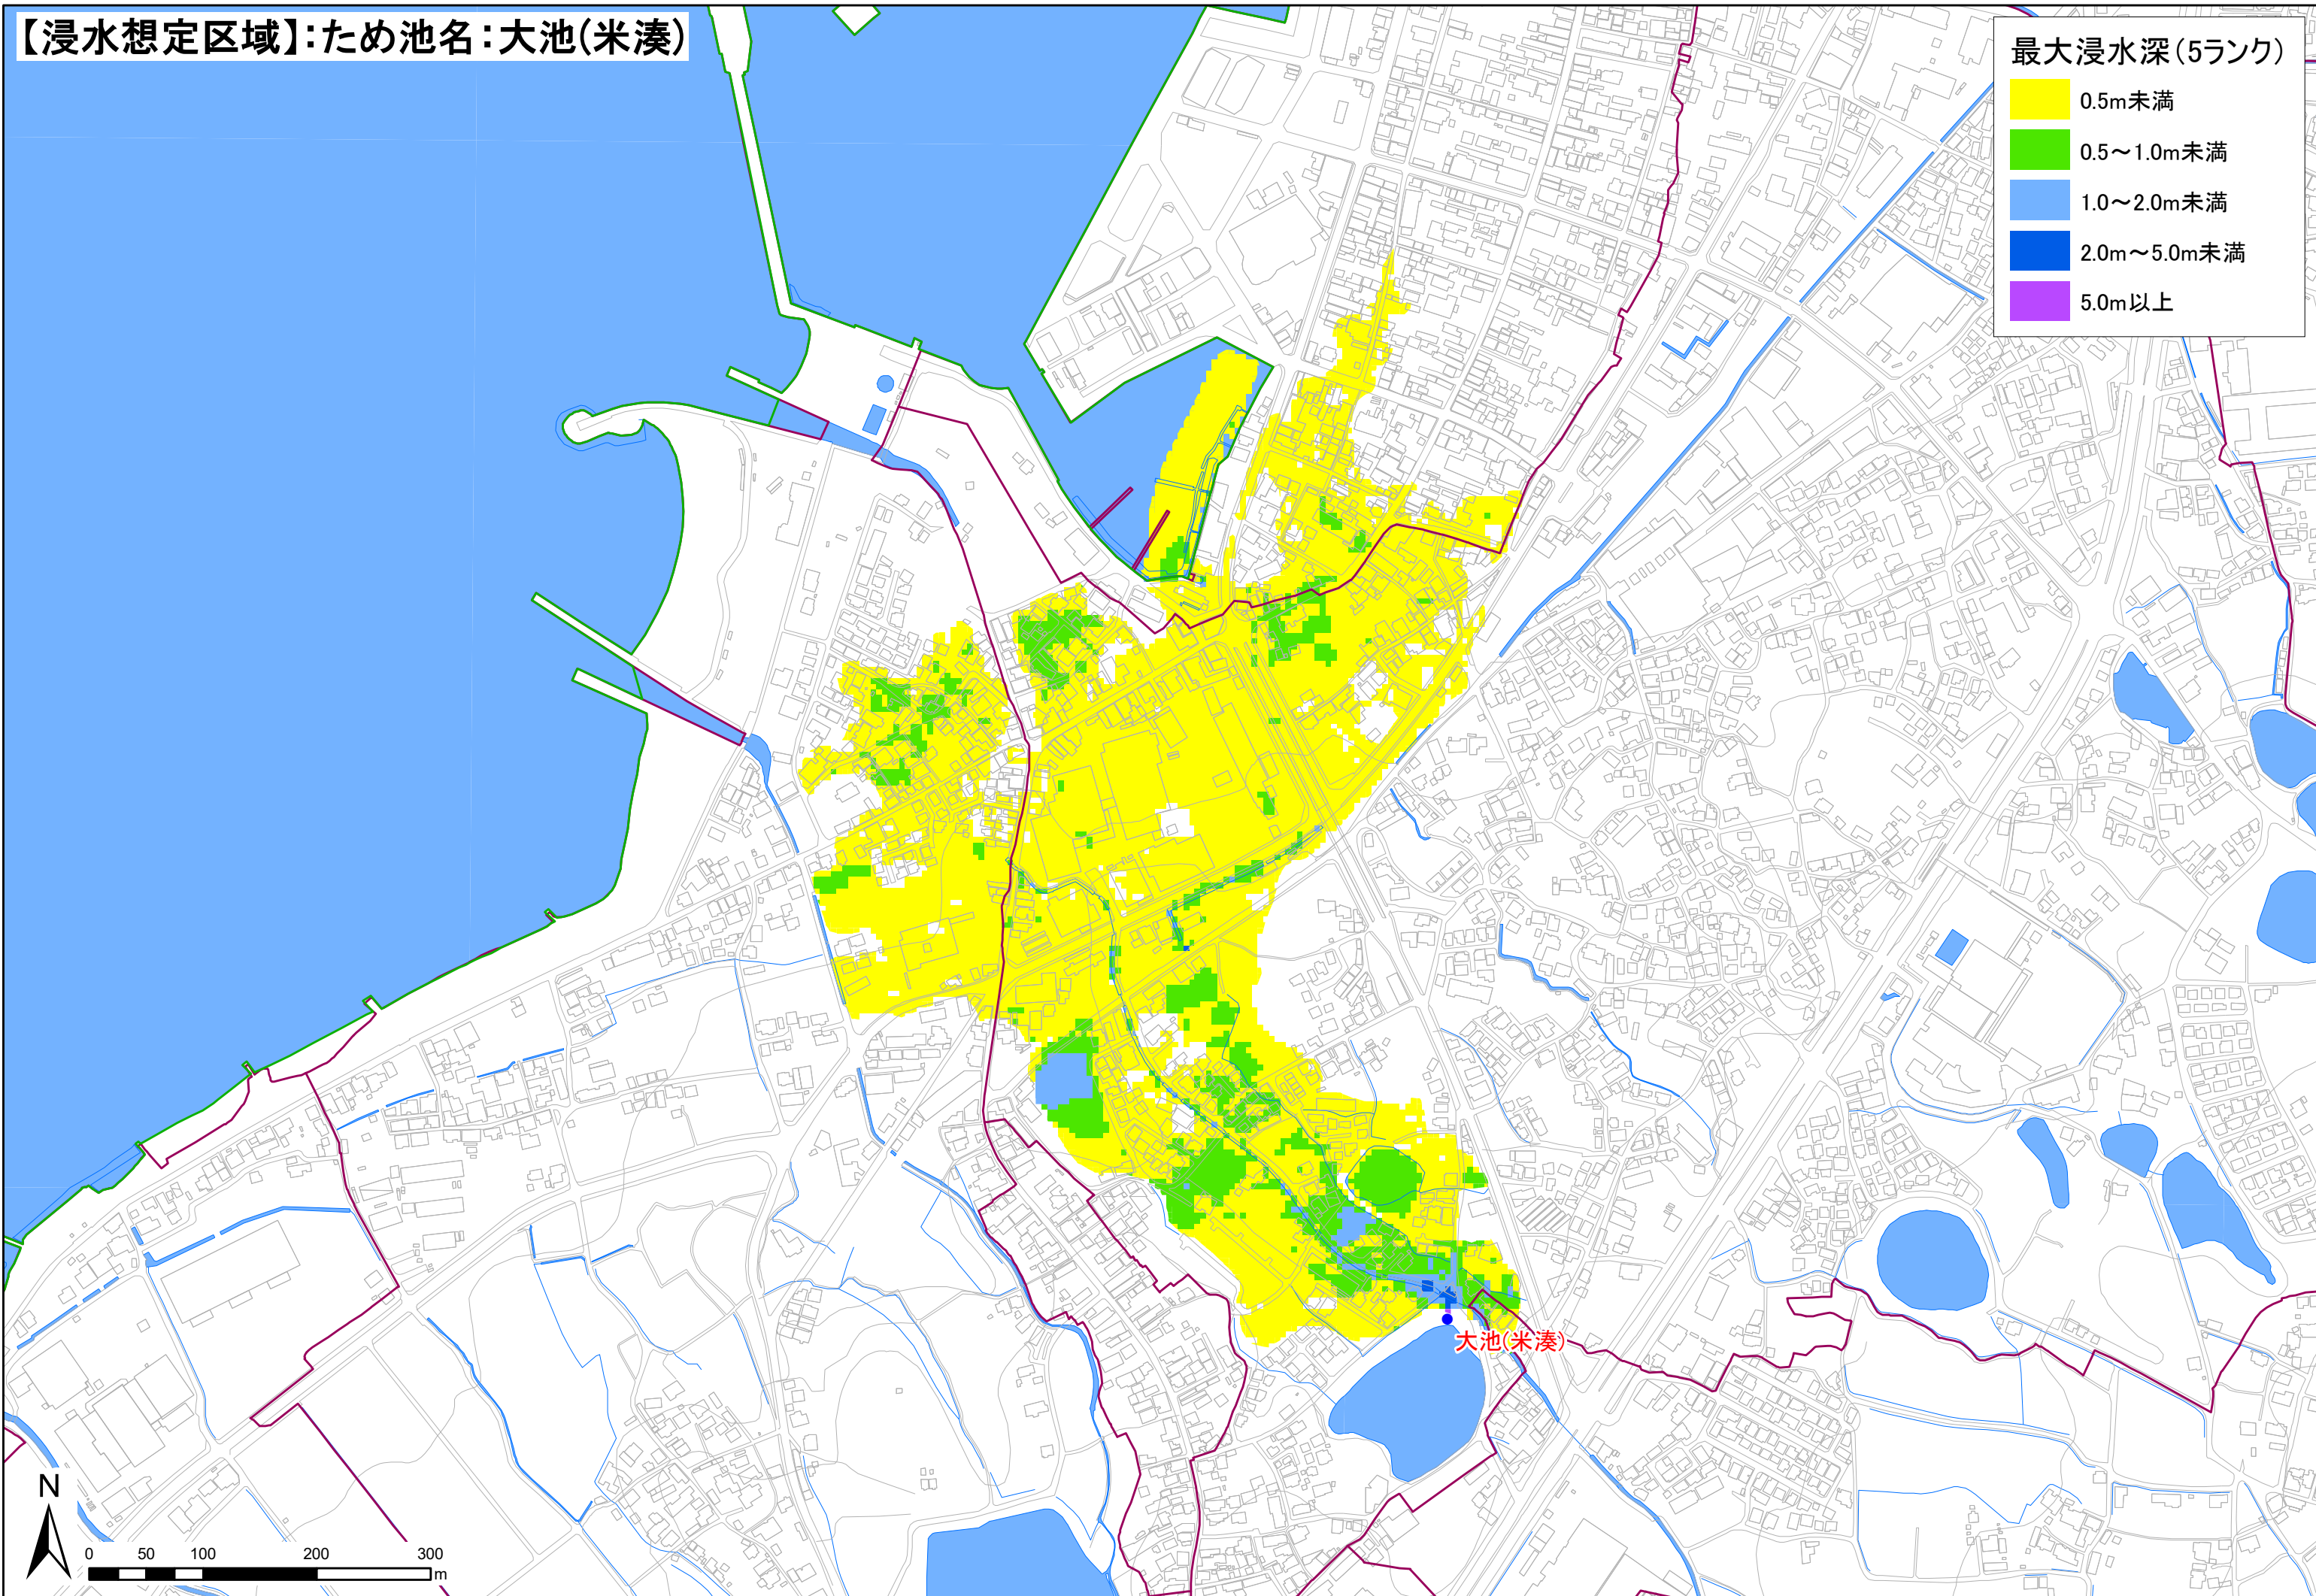 【浸水想定区域】:ため池名:大池(米湊)
最大浸水深(5ランク)
0.5m未満
0.5~1.0m未満
1.0~2.0m未満
2.0m~5.0m未満
5.0m以上
大池(米湊)
N
0 50 100 200 300
m